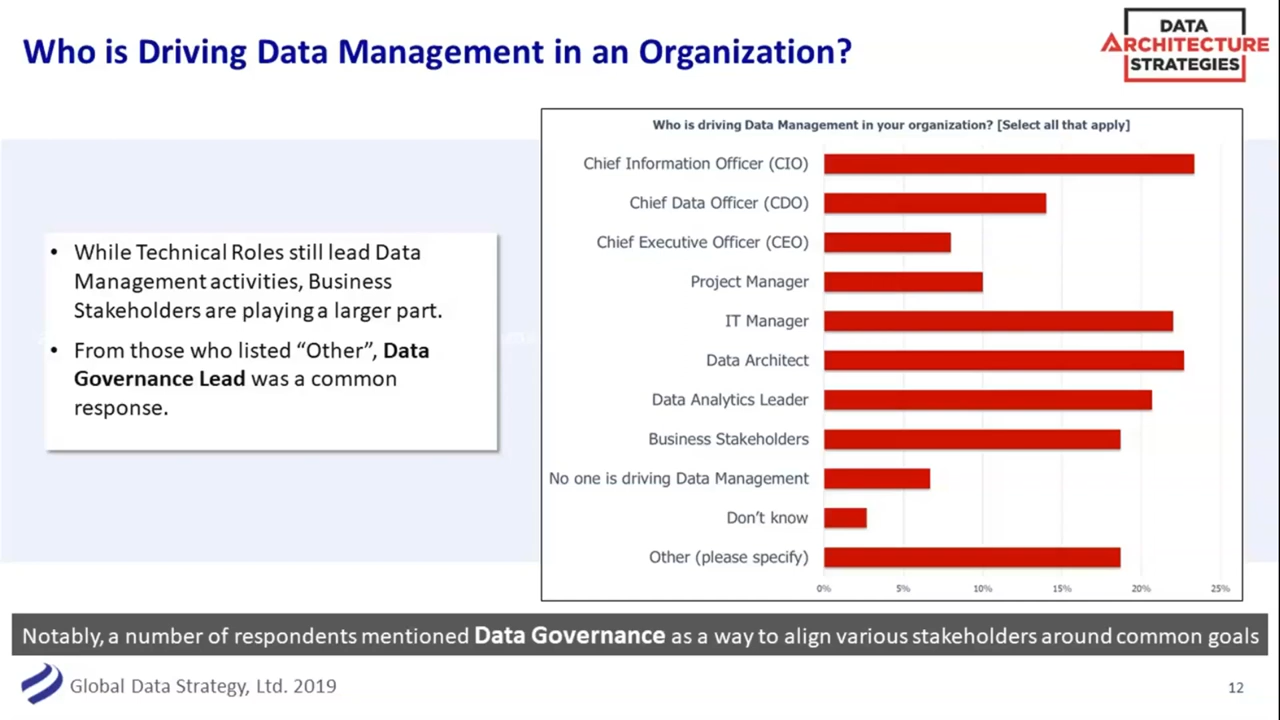 Who is Driving Data Management in an Organization?
DATA
ARCHITECTURE
STRATEGIES
• While Technical Roles still lead Data
Management activities, Business
Stakeholders are playing a larger part.
• From those who listed “Other”, Data
Governance Lead was a common
response.
Who is driving Data Management in your organization? [Select all that apply]
Chief Information Officer (CIO)
Chief Data Officer (CDO)
Chief Executive Officer (CEO)
Project Manager
IT Manager
Data Architect
Data Analytics Leader
Business Stakeholders
No one is driving Data Management
Don’t know
Other (please specify)
0% 5% 10% 15% 20% 25%
Notably, a number of respondents mentioned Data Governance as a way to align various stakeholders around common goals
Global Data Strategy, Ltd. 2019
12